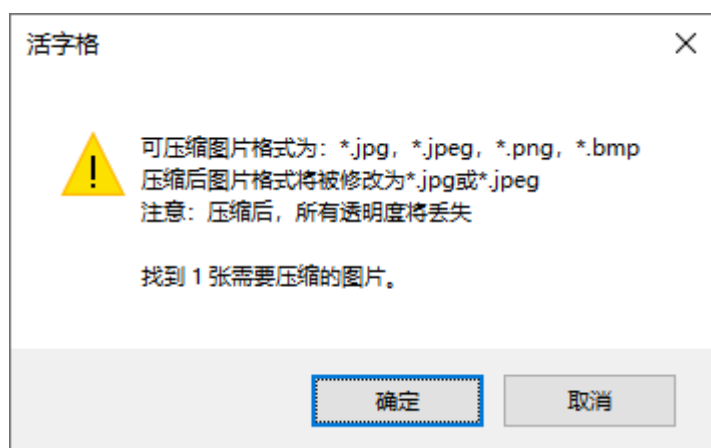 活字格
可压缩图片格式为：*.jpg，*.jpeg，*.png，*.bmp
压缩后图片格式将被修改为*.jpg或*.jpeg
注意：压缩后，所有透明度将丢失
找到 1 张需要压缩的图片。
确定
取消